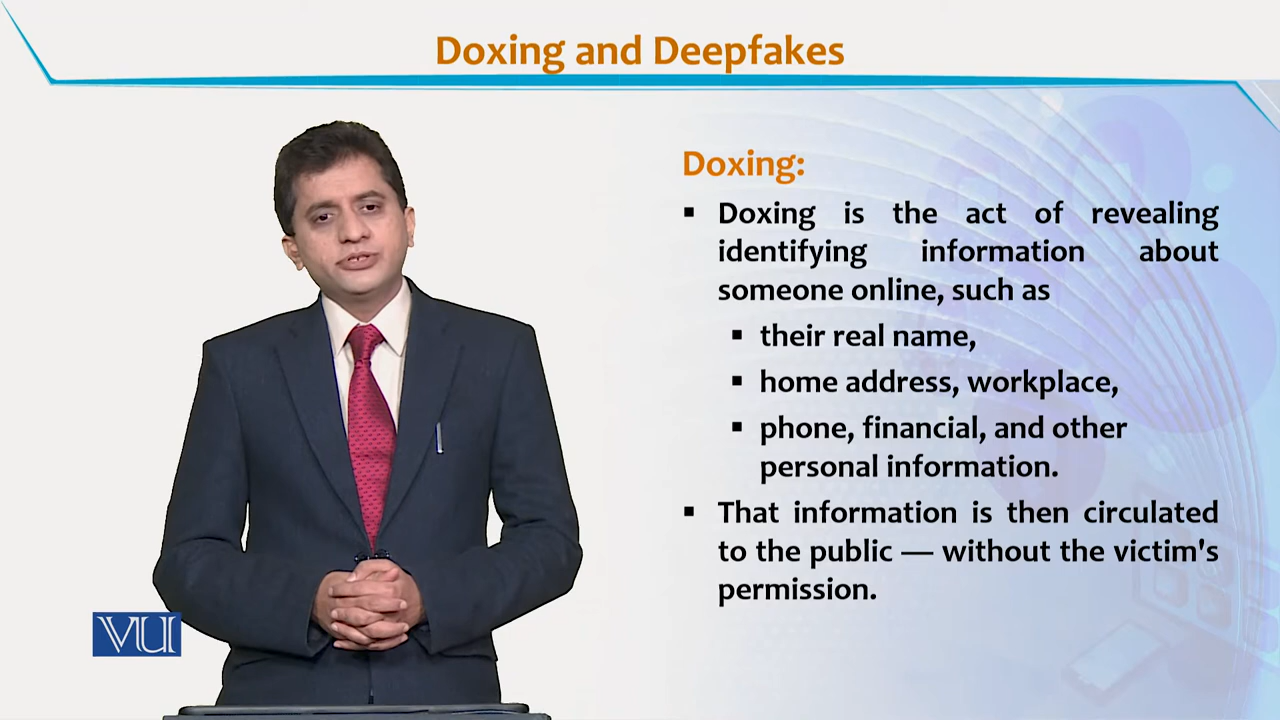 Doxing and Deepfakes
Doxing:
▪ Doxing is the act of revealing
identifying information about
someone online, such as
▪ their real name,
▪ home address, workplace,
▪ phone, financial, and other
personal information.
▪ That information is then circulated
to the public — without the victim's
permission.
VU